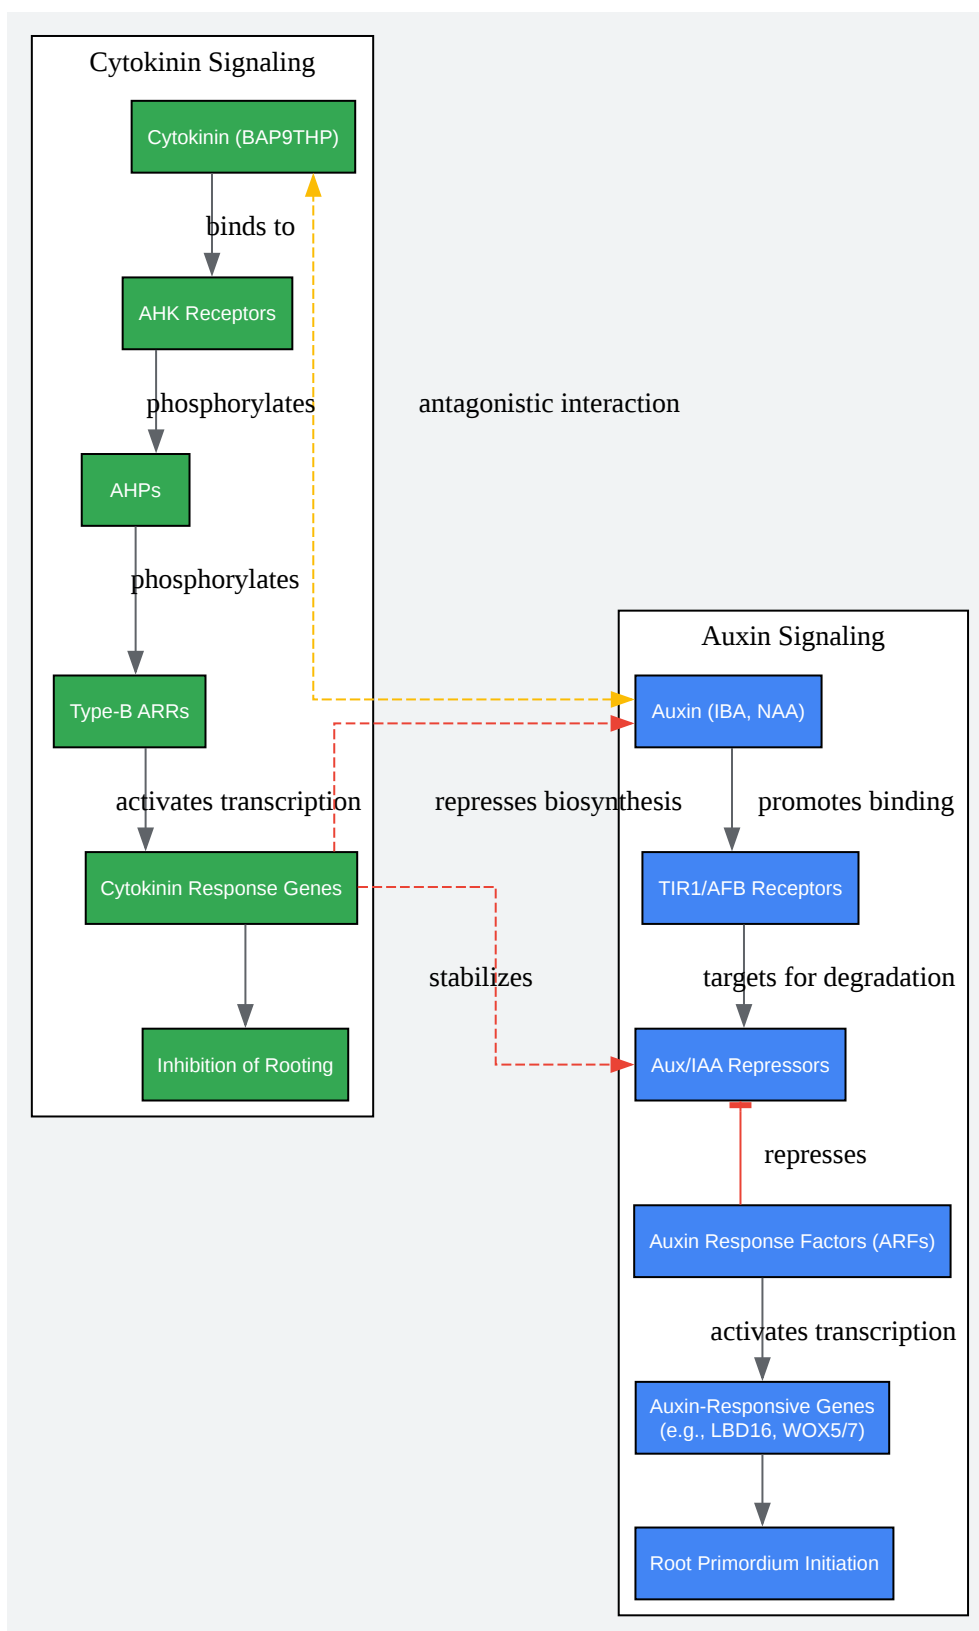 Cytokinin Signaling
Cytokinin (BAP9THP)
binds to
AHK Receptors
phosphorylates
antagonistic interaction
AHPs
phosphorylates
Auxin Signaling
Type-B ARRs
Auxin (IBA, NAA)
activates transcription
represses biosynthesis
promotes binding
Cytokinin Response Genes
TIR1/AFB Receptors
stabilizes
targets for degradation
Inhibition of Rooting
Aux/IAA Repressors
represses
Auxin Response Factors (ARFs)
activates transcription
Auxin-Responsive Genes
(e.g., LBD16, WOX5/7)
Root Primordium Initiation